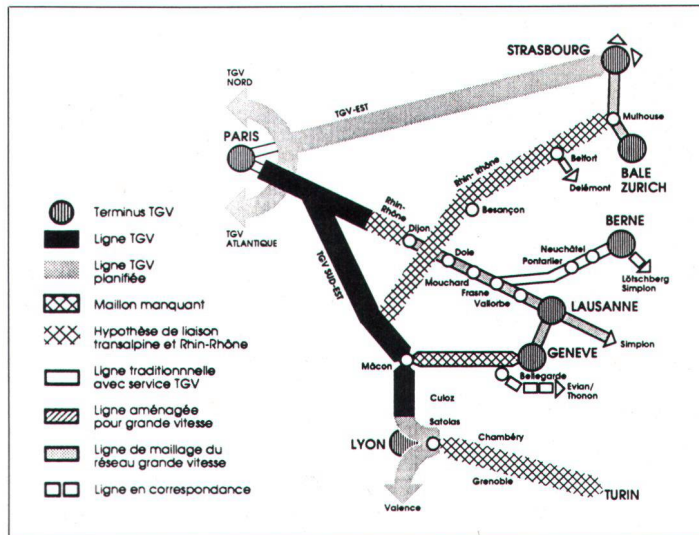 STRASBOURG
TGV
NORD
TGV-EST
PARIS
Mulhouse
BALE
ZURICH
Belfort
Delémont
Rhin-Rhône
Besançon
Rhin-
Rhône
Dijon
TGV
ATLANTIQUE
TGV SUD-EST
Dole
Mouchard
Frasne
Vallorbe
Pontarlier
Neuchâtel
BERNE
Lötschberg
Simplon
LAUSANNE
Simplon
GENEVE
Mâcon
Bellegarde
Evian/
Thonon
Culoz
Satolas
LYON
Chambéry
Grenoble
TURIN
Valence
Terminus TGV
Ligne TGV
Ligne TGV
planifiée
Maillon manquant
Hypothèse de liaison
transalpine et Rhin-Rhône
Ligne traditionnnelle
avec service TGV
Ligne aménagée
pour grande vitesse
Ligne de maillage du
réseau grande vitesse
Ligne en correspondance